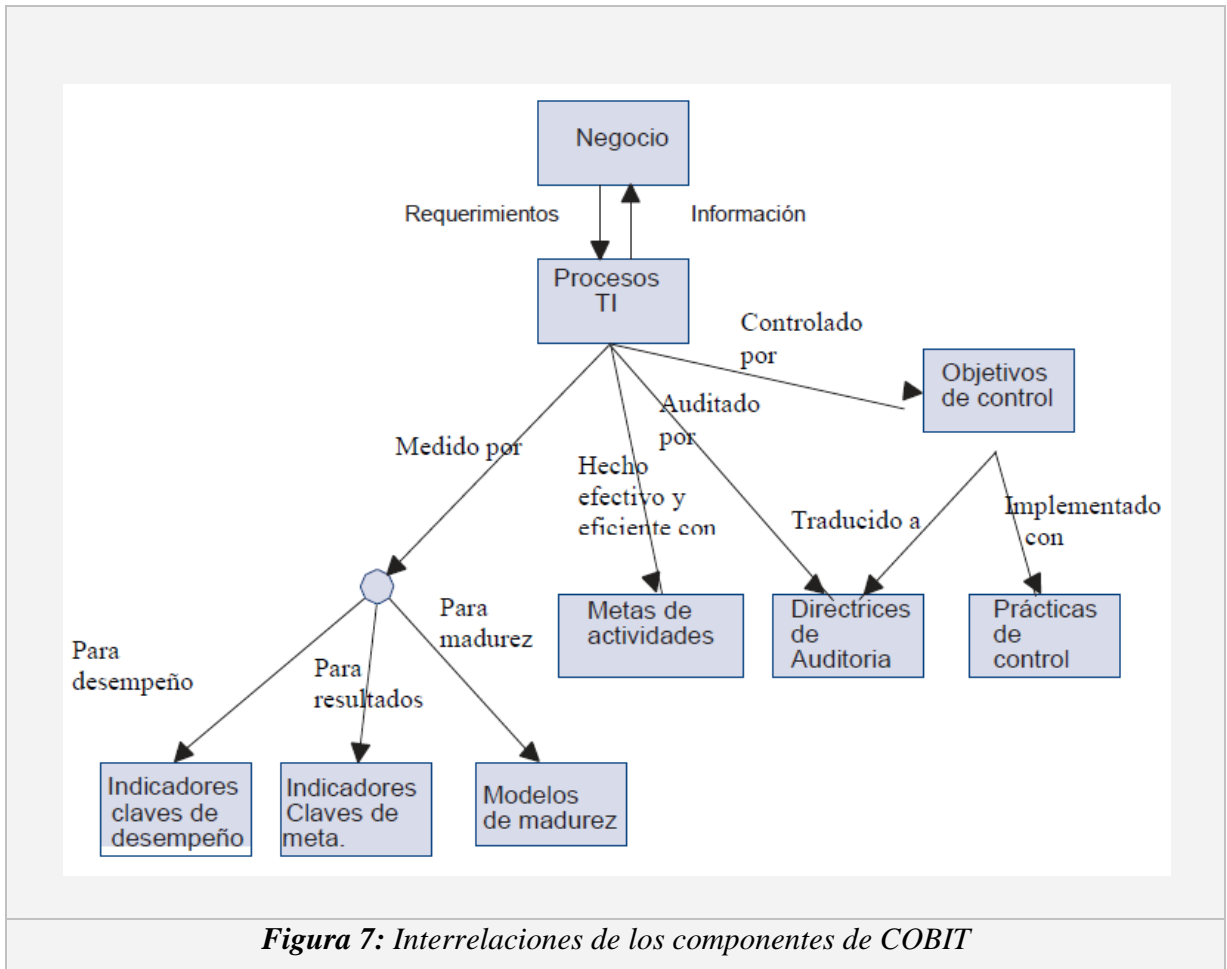 Negocio
Requerimientos
Información
Procesos
TI
Controlado
por
Objetivos
de control
Auditado
por
Medido por
Hecho
efectivo y
eficiente con
Traducido a
Implementado
con
Para
madurez
Metas de
actividades
Directrices
de
Auditoria
Prácticas
de
control
Para
desempeño
Para
resultados
Indicadores
claves de
desempeño
Indicadores
Claves de
meta.
Modelos
de madurez
Figura 7: Interrelaciones de los componentes de COBIT